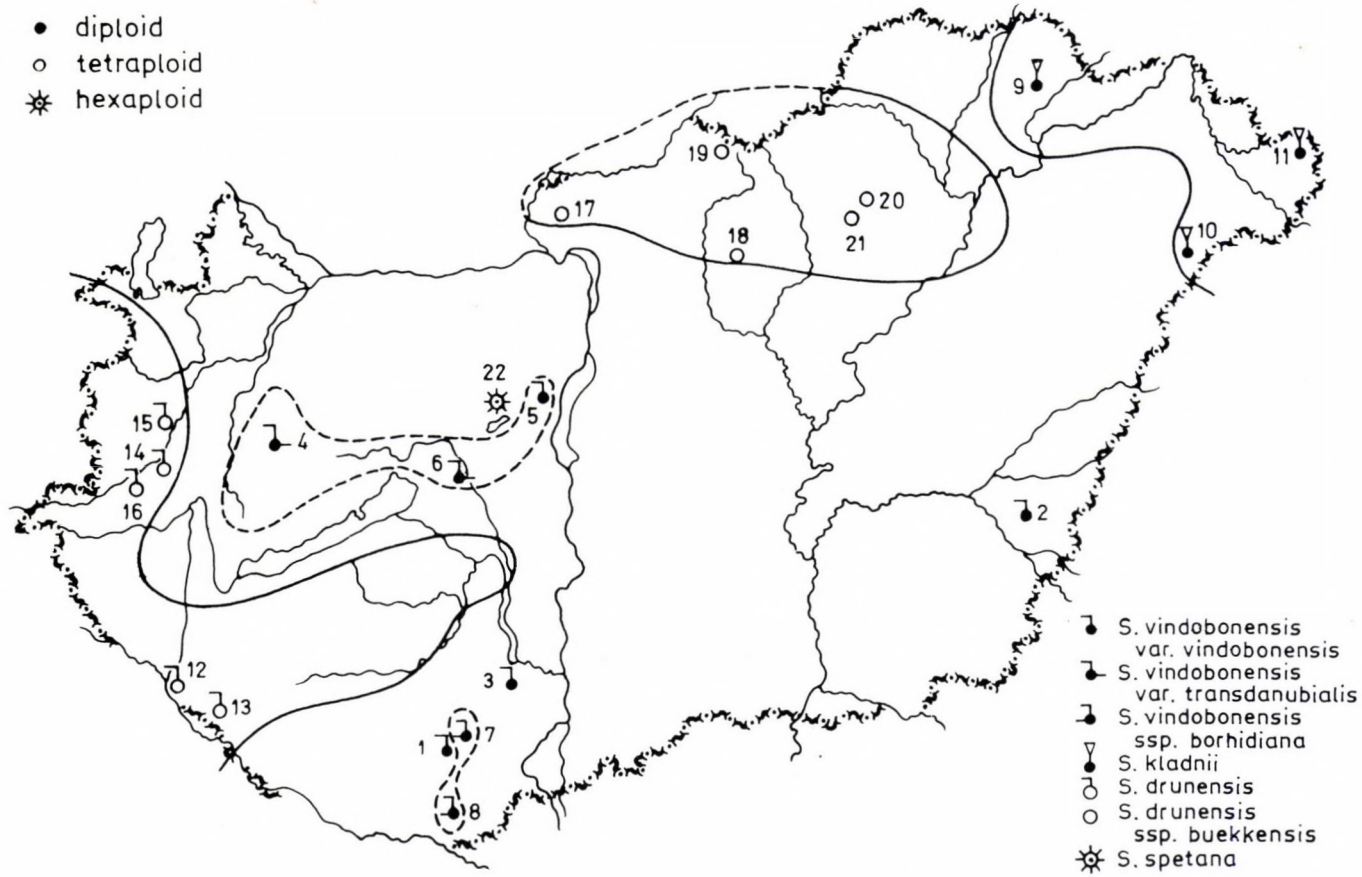 diploid
tetraploid
hexaploid
9
11
19
17
20
21
18
10
22
15
5
4
14
6
16
2
12
3
13
7
1
8
S. vindobonensis
var. vindobonensis
S. vindobonensis
var. transdanubialis
S. vindobonensis
ssp. borhidiana
S. kladnii
S. drunensis
S. drunensis
ssp. buekkensis
S. spetana